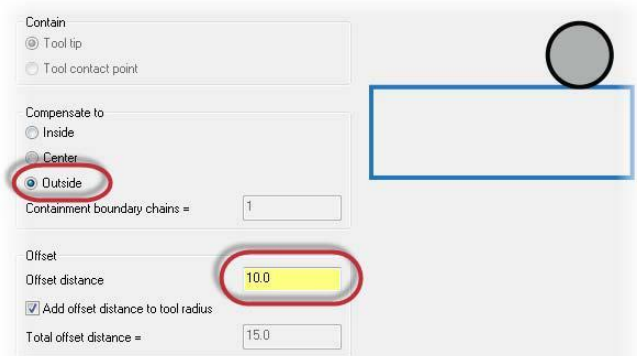 Contain
Tool tip
Tool contact point
Compensate to
Inside
Center
Outside
Containment boundary chains = 1
Offset
Offset distance 10.0
Add offset distance to tool radius
Total offset distance = 15.0